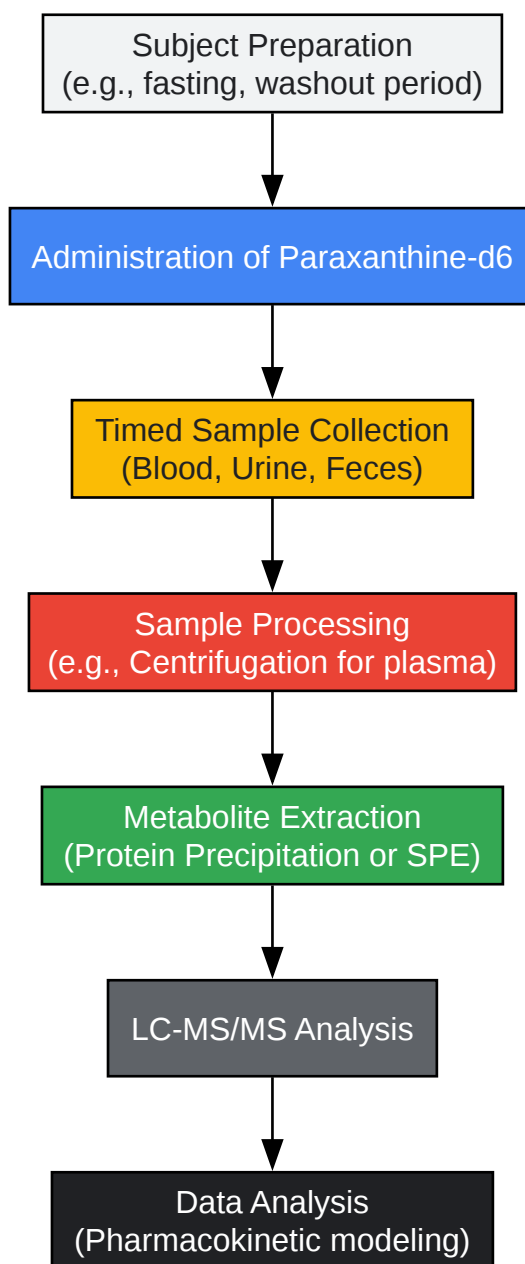 Subject Preparation
(e.g., fasting, washout period)
Administration of Paraxanthine-d6
Timed Sample Collection
(Blood, Urine, Feces)
Sample Processing
(e.g., Centrifugation for plasma)
Metabolite Extraction
(Protein Precipitation or SPE)
LC-MS/MS Analysis
Data Analysis
(Pharmacokinetic modeling)